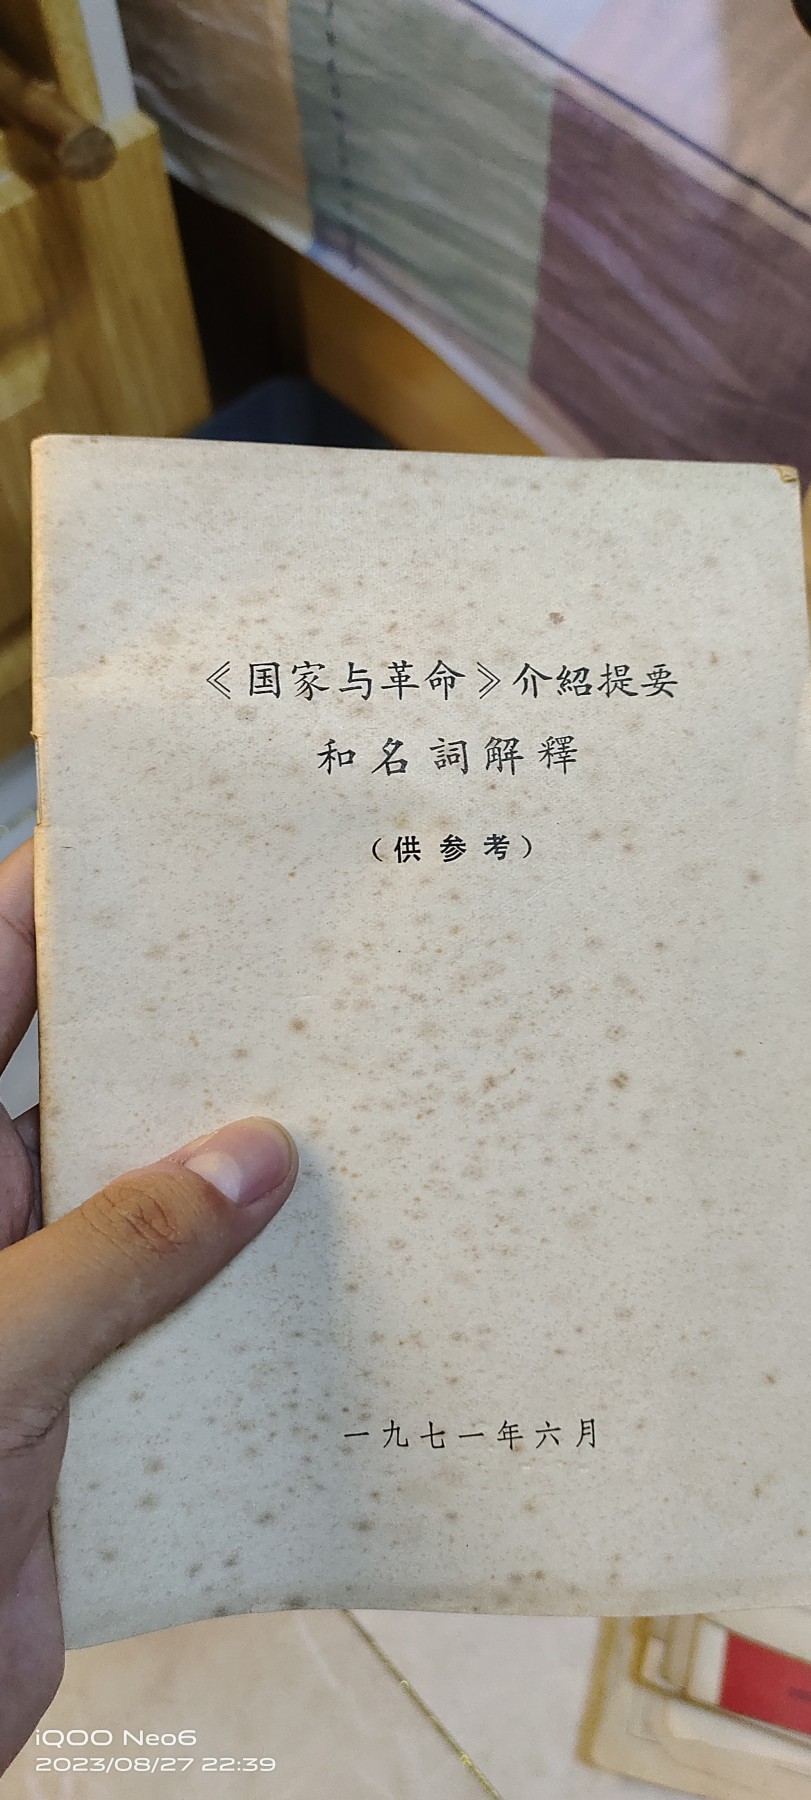 《国家与革命》介紹提要
和名詞解釋
（供参考）
一九七一年六月
iQOO Neo6
2023/08/27 22:39